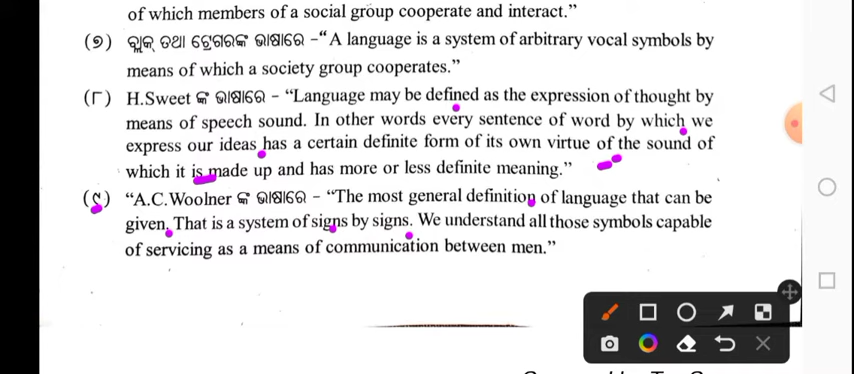 of which members of a social group cooperate and interact.”
(୭) ବ୍ଲକ୍ ତଥା ଟ୍ରେଗରଙ୍କ ଭାଷାରେ –“A language is a system of arbitrary vocal symbols by
means of which a society group cooperates.”
(୮) H.Sweet ଙ୍କ ଭାଷାରେ – “Language may be defined as the expression of thought by
means of speech sound. In other words every sentence of word by which we
express our ideas has a certain definite form of its own virtue of the sound of
which it is made up and has more or less definite meaning.”
(୯) “A.C.Woolner ଙ୍କ ଭାଷାରେ – “The most general definition of language that can be
given, That is a system of signs by signs. We understand all those symbols capable
of servicing as a means of communication between men.”